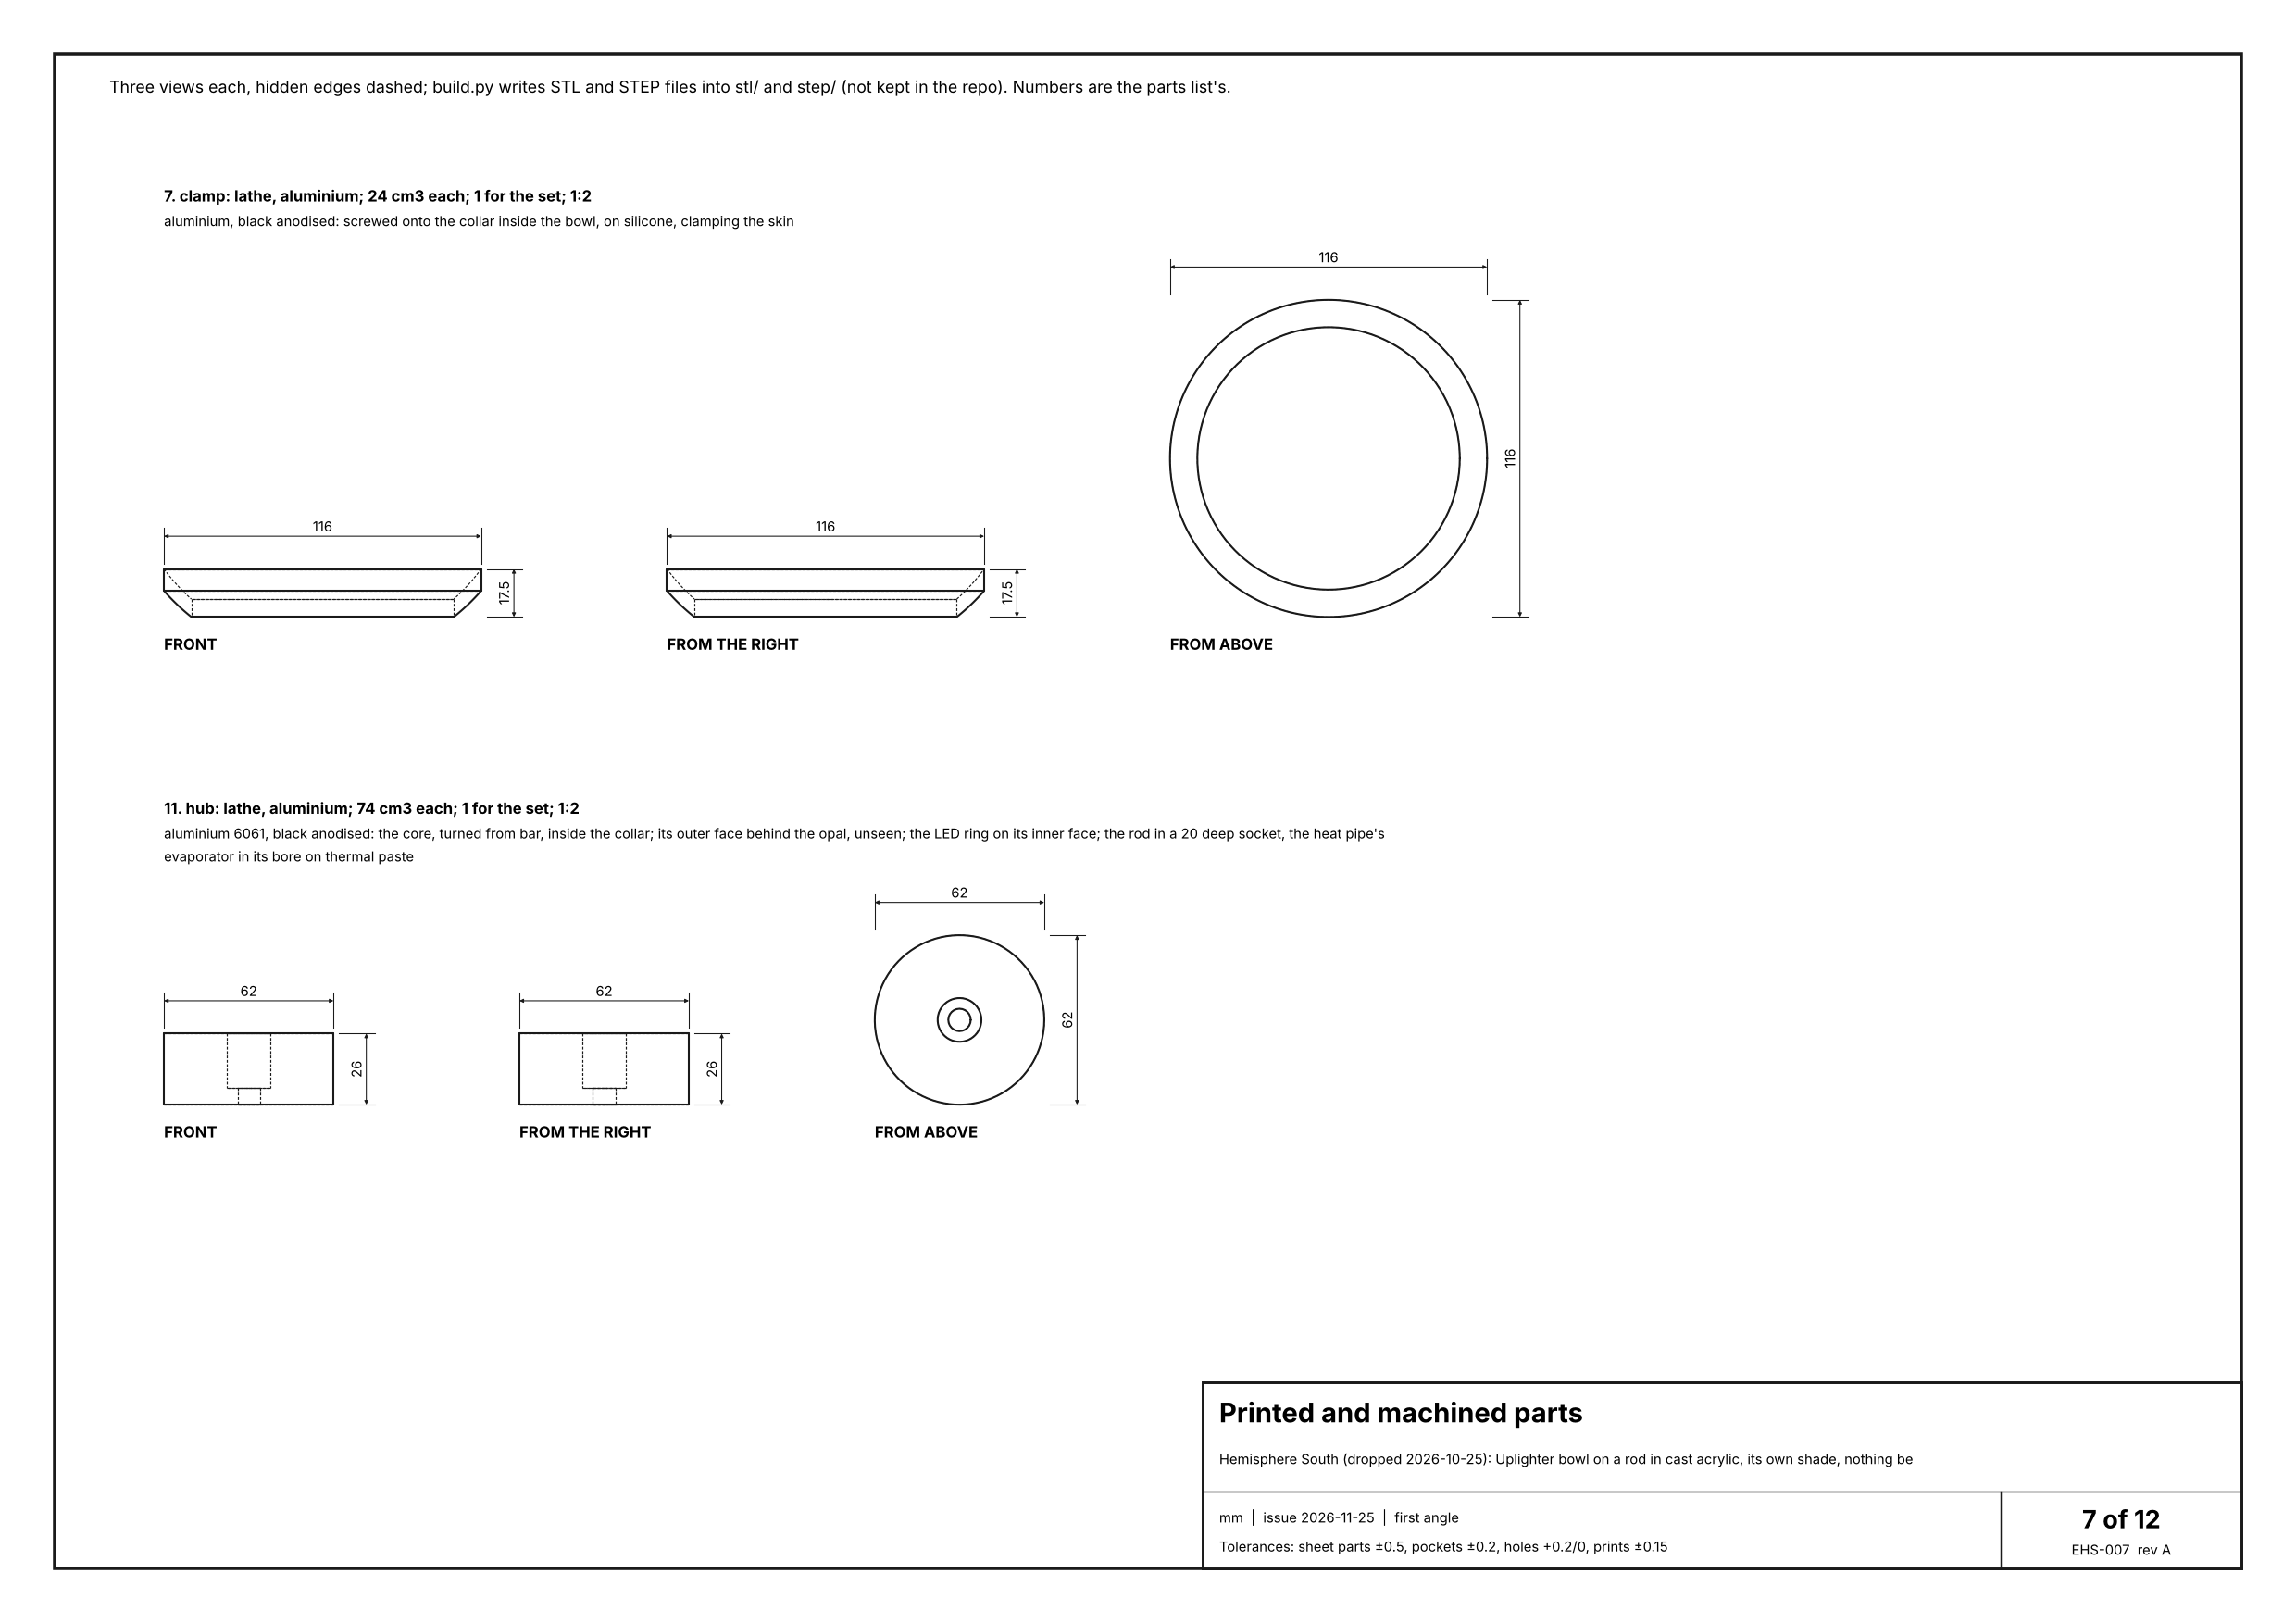 Three views each, hidden edges dashed; build.py writes STL and STEP files into stl/ and step/ (not kept in the repo). Numbers are the parts list's.
7. clamp: lathe, aluminium; 24 cm3 each; 1 for the set; 1:2
aluminium, black anodised: screwed onto the collar inside the bowl, on silicone, clamping the skin
116
116
116
116
17.5
17.5
FRONT
FROM THE RIGHT
FROM ABOVE
11. hub: lathe, aluminium; 74 cm3 each; 1 for the set; 1:2
aluminium 6061, black anodised: the core, turned from bar, inside the collar; its outer face behind the opal, unseen; the LED ring on its inner face; the rod in a 20 deep socket, the heat pipe's
evaporator in its bore on thermal paste
62
62
62
62
26
26
FRONT
FROM THE RIGHT
FROM ABOVE
Printed and machined parts
Hemisphere South (dropped 2026-10-25): Uplighter bowl on a rod in cast acrylic, its own shade, nothing be
mm | issue 2026-11-25 | first angle
Tolerances: sheet parts ±0.5, pockets ±0.2, holes +0.2/0, prints ±0.15
7 of 12
EHS-007 rev A